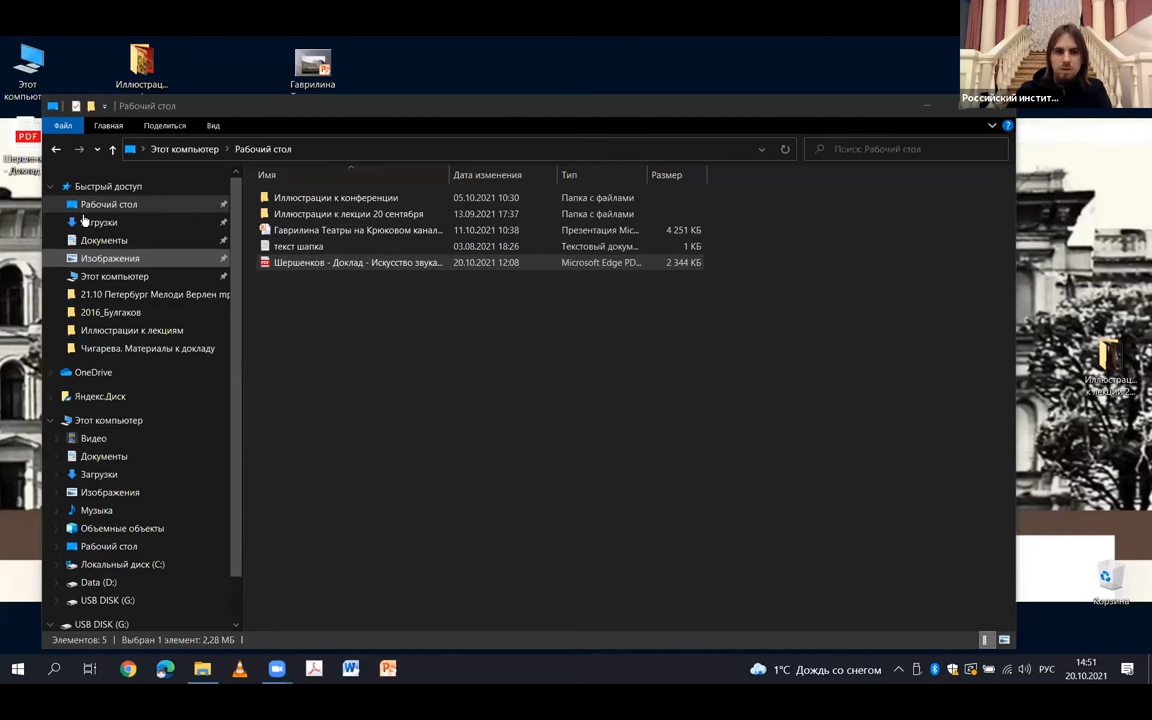 Российский инстит...
Этот
компьют...
Иллюстрац...
Гаврилина
PDF
Рабочий стол
Файл
Главная
Поделиться
Вид
Этот компьютер
Рабочий стол
Поиск: Рабочий стол
Имя
Дата изменения
Тип
Размер
Иллюстрации к конференции
05.10.2021 10:30
Папка с файлами
Иллюстрации к лекции 20 сентября
13.09.2021 17:37
Папка с файлами
Гаврилина Театры на Крюковом канал...
11.10.2021 10:38
Презентация Mic...
4 251 КБ
текст шапка
03.08.2021 18:26
Текстовый докум...
1 КБ
Шершенков - Доклад - Искусство звука...
20.10.2021 12:08
Microsoft Edge PD...
2 344 КБ
Быстрый доступ
Рабочий стол
Документы
Изображения
Этот компьютер
21.10 Петербург Мелоди Верлен mp
2016_Булгаков
Иллюстрации к лекциям
Чигарева. Материалы к докладу
OneDrive
Яндекс.Диск
Этот компьютер
Видео
Документы
Загрузки
Изображения
Музыка
Объемные объекты
Рабочий стол
Локальный диск (C:)
Data (D:)
USB DISK (G:)
USB DISK (G:)
Элементов: 5
Выбран 1 элемент: 2,28 МБ
Иллюстрац...
Корзина
1°C Дождь со снегом
РУС
14:51
20.10.2021